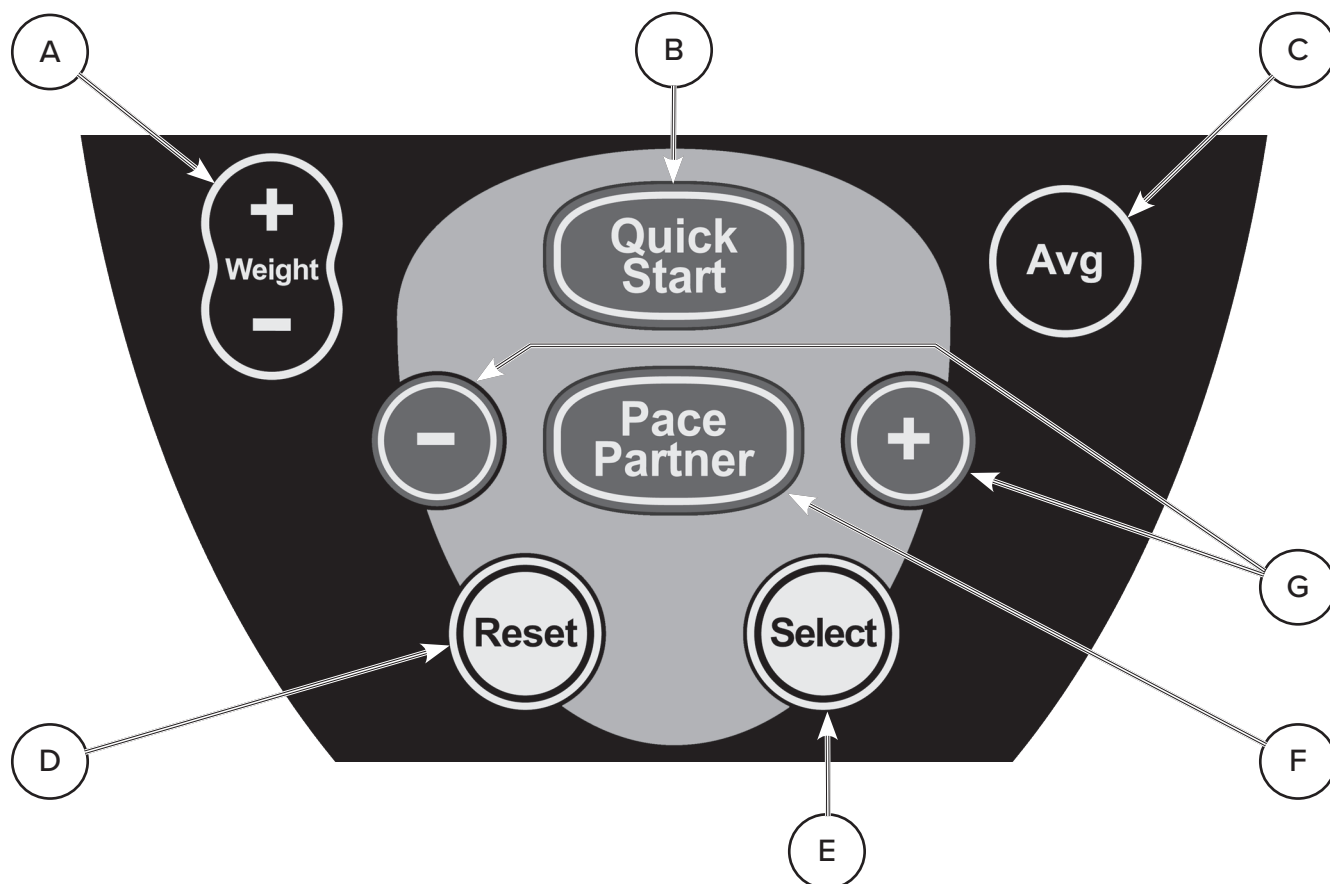 A
B
C
+
Weight
-
Quick
Start
Avg
-
Pace
Partner
+
G
Reset
Select
D
F
E